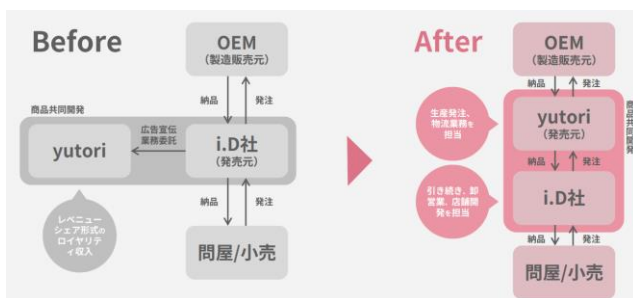 Before
OEM
(製造販売元)
納品
発注
商品共同開発
yutori
広告宣伝
業務委託
i.D社
(発売元)
レベニュー
シェア形式の
ロイヤリテ
ィ収入
納品
発注
問屋/小売
After
OEM
(製造販売元)
納品
発注
生産発注、
物流業務を
担当
yutori
(発売元)
商品共同開発
納品
発注
引き続き、卸
営業、店舗開
発を担当
i.D社
納品
発注
問屋/小売